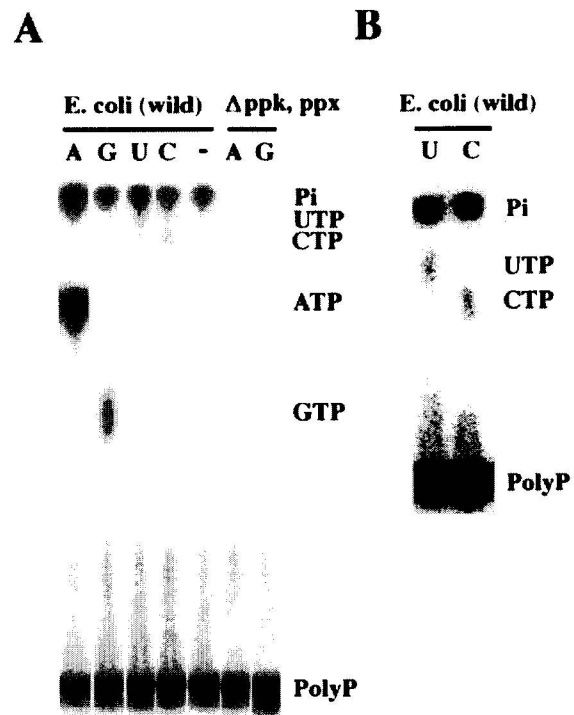 A
E. coli (wild) Δppk, ppx
A G U C - A G
Pi
UTP
CTP
ATP
GTP
PolyP
B
E. coli (wild)
U C
Pi
UTP
CTP
PolyP